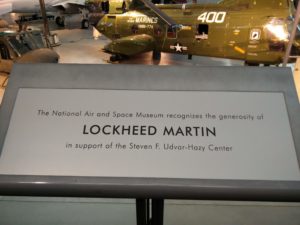 400
MARINES
The National Air and Space Museum recognizes the generosity of
LOCKHEED MARTIN
in support of the Steven F. Udvar-Hazy Center